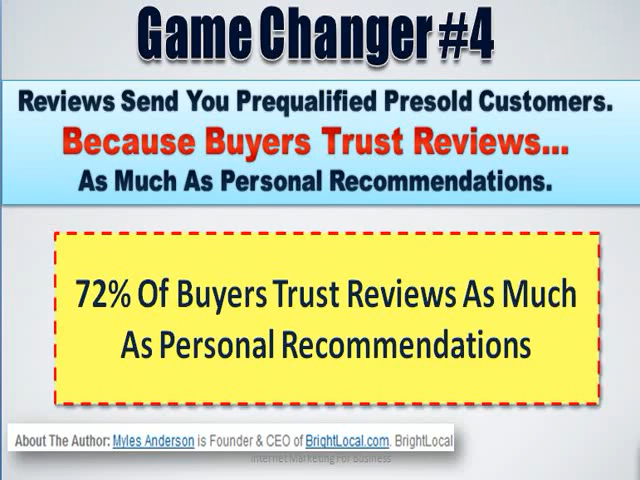 Game Changer #4
Reviews Send You Prequalified Presold Customers.
Because Buyers Trust Reviews...
As Much As Personal Recommendations.
72% Of Buyers Trust Reviews As Much
As Personal Recommendations
About The Author: Myles Anderson is Founder & CEO of BrightLocal.com. BrightLocal
Internet Marketing For Business